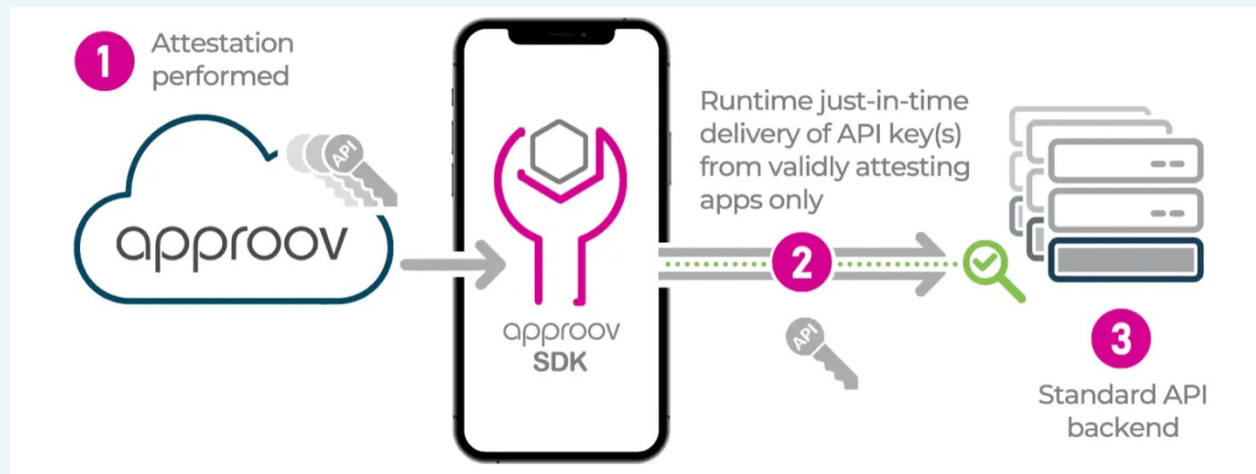 1
Attestation
performed
API
approov
approov
SDK
Runtime just-in-time
delivery of API key(s)
from validly attesting
apps only
2
API
3
Standard API
backend